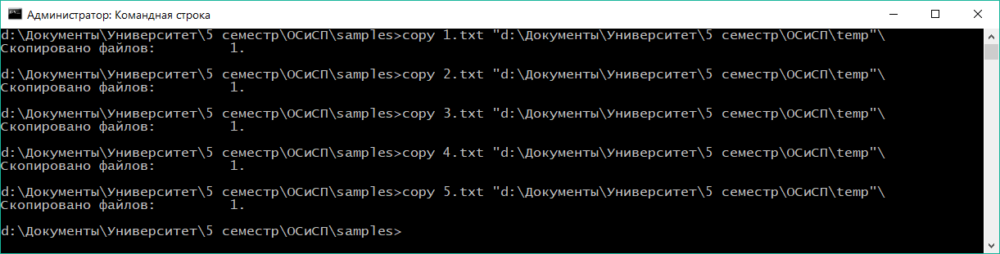 Администратор: Командная строка
d:\Документы\Университет\5 семестр\ОСиСП\samples>copy 1.txt "d:\Документы\Университет\5 семестр\ОСиСП\temp"\
Скопировано файлов:         1.
d:\Документы\Университет\5 семестр\ОСиСП\samples>copy 2.txt "d:\Документы\Университет\5 семестр\ОСиСП\temp"\
Скопировано файлов:         1.
d:\Документы\Университет\5 семестр\ОСиСП\samples>copy 3.txt "d:\Документы\Университет\5 семестр\ОСиСП\temp"\
Скопировано файлов:         1.
d:\Документы\Университет\5 семестр\ОСиСП\samples>copy 4.txt "d:\Документы\Университет\5 семестр\ОСиСП\temp"\
Скопировано файлов:         1.
d:\Документы\Университет\5 семестр\ОСиСП\samples>copy 5.txt "d:\Документы\Университет\5 семестр\ОСиСП\temp"\
Скопировано файлов:         1.
d:\Документы\Университет\5 семестр\ОСиСП\samples>